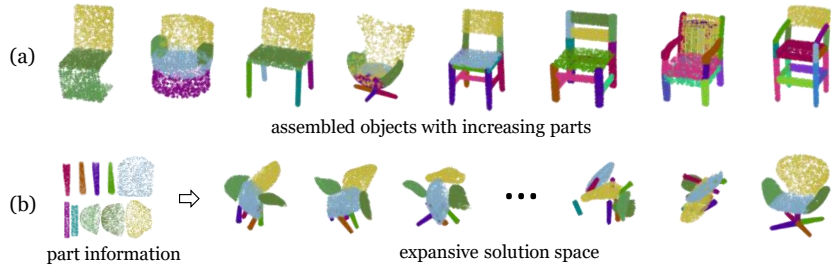 (a)
assembled objects with increasing parts
(b)
part information
expansive solution space